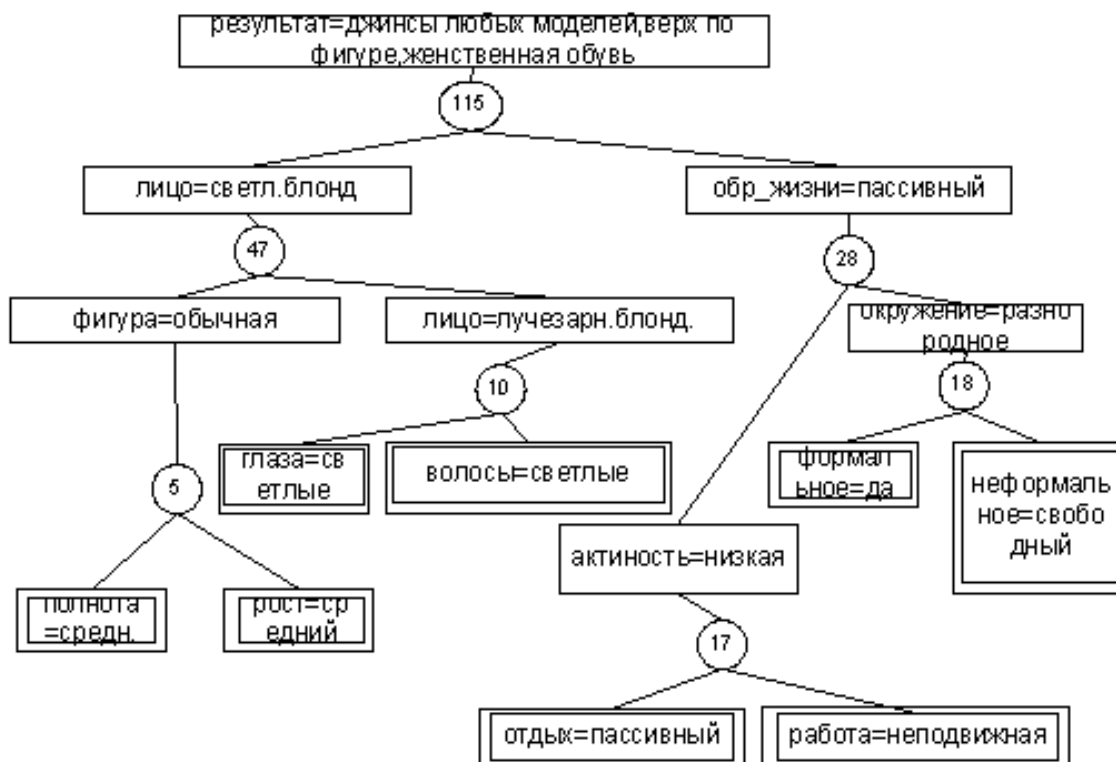 результат=джинсы любых моделей,верх по
фигуре,женственная обувь
115
лицо=светл.блонд
обр_жизни=пассивный
47
28
фигура=обычная
лицо=лучезарн.блонд.
окружение=разно
родное
10
18
глаза=св
етлые
волосы=светлые
формал
ьное=да
неформаль
ное=свобо
дный
5
актиность=низкая
полнота
=средн.
рост=ср
едний
17
отдых=пассивный
работа=неподвижная